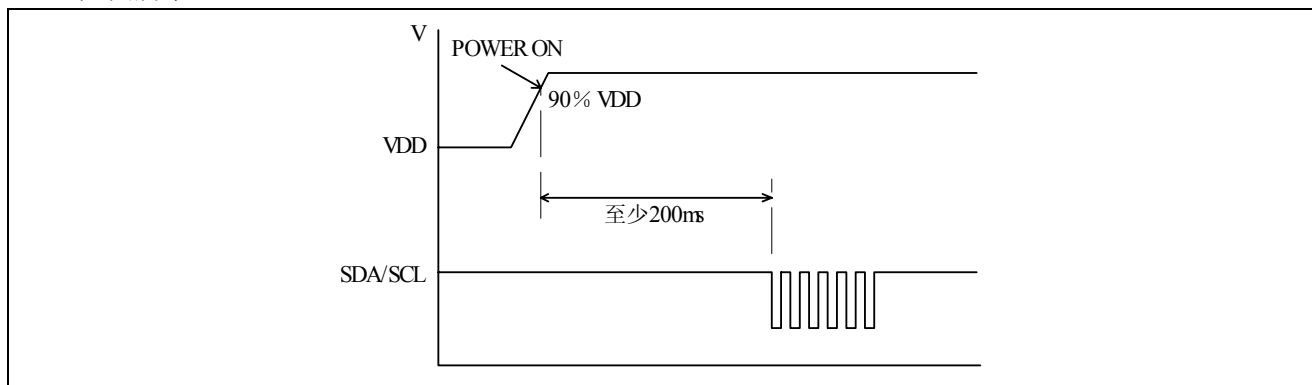 V
POWER ON
90% VDD
VDD
至少200ms
SDA/SCL